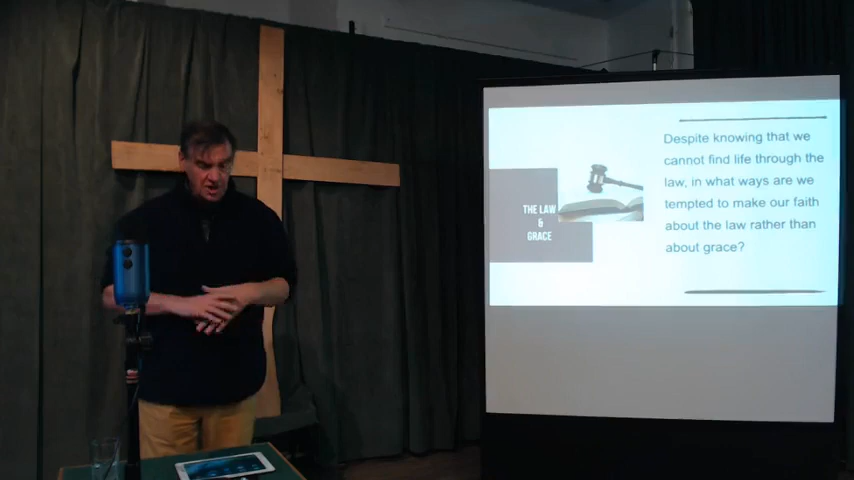 THE LAW
&
GRACE
Despite knowing that we
cannot find life through the
law, in what ways are we
tempted to make our faith
about the law rather than
about grace?